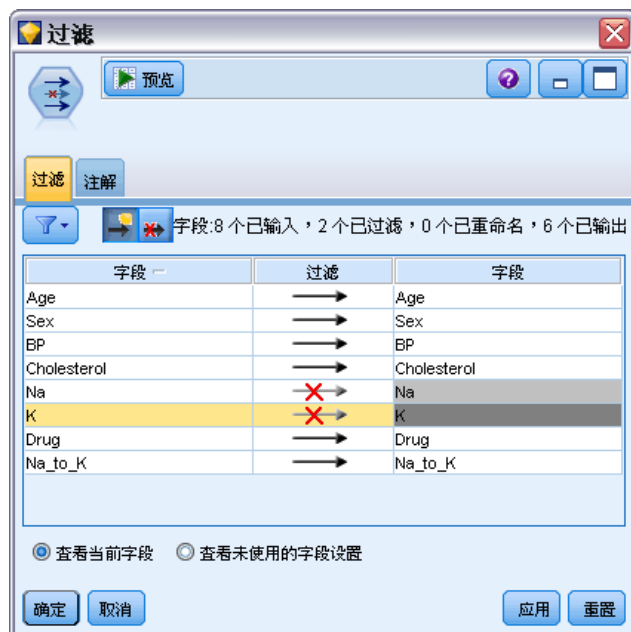 过滤
预览
过滤 注解
字段:8 个已输入，2 个已过滤，0 个已重命名，6 个已输出
字段 过滤 字段
Age Age
Sex Sex
BP BP
Cholesterol Cholesterol
Na Na
K K
Drug Drug
Na_to_K Na_to_K
查看当前字段 查看未使用的字段设置
确定 取消 应用 重置